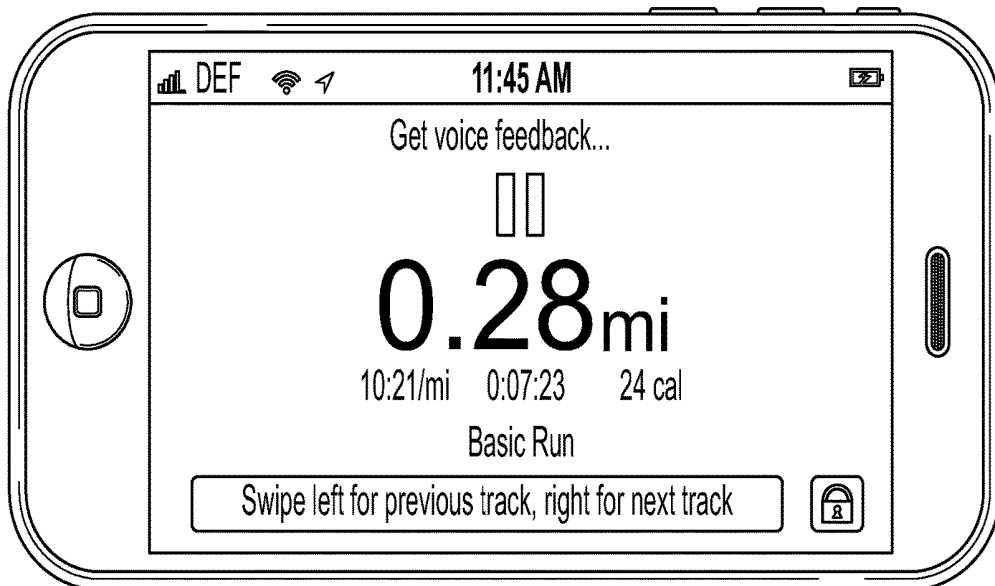 DEF 11:45 AM
Get voice feedback...
0.28mi
10:21/mi 0:07:23 24 cal
Basic Run
Swipe left for previous track, right for next track